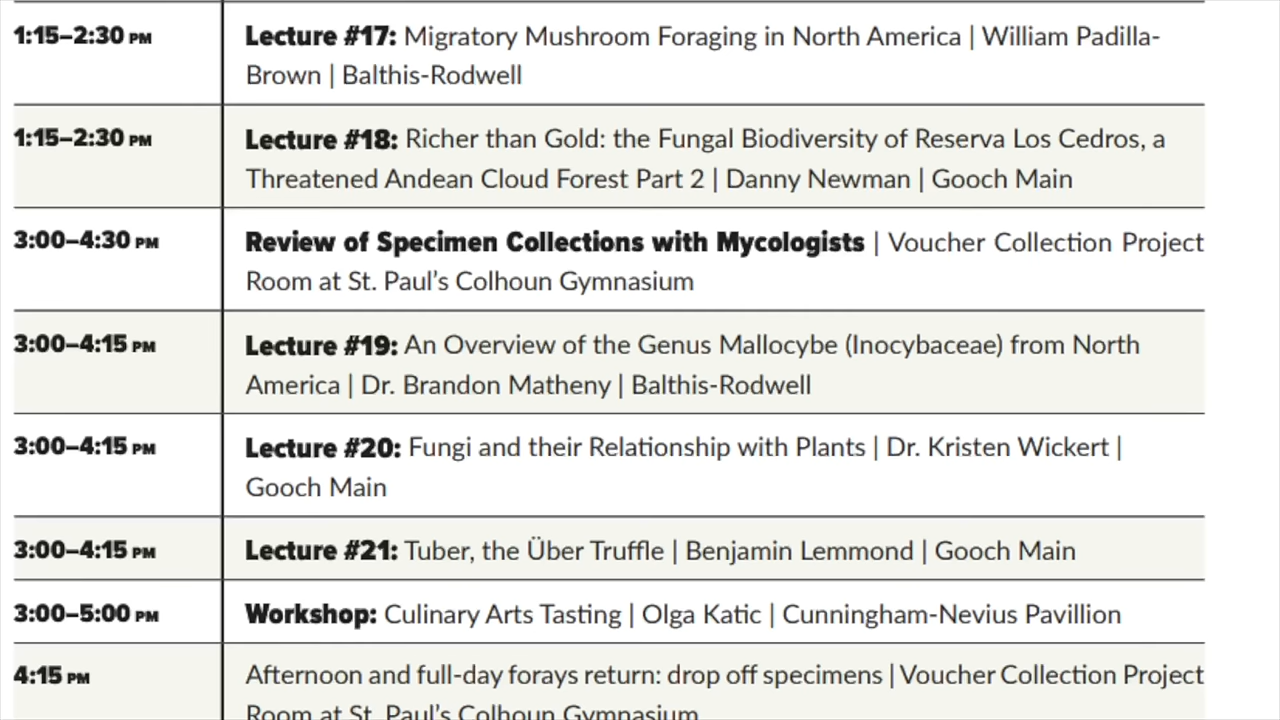 1:15–2:30 PM
Lecture #17: Migratory Mushroom Foraging in North America | William Padilla-
Brown | Balthis-Rodwell
1:15–2:30 PM
Lecture #18: Richer than Gold: the Fungal Biodiversity of Reserva Los Cedros, a
Threatened Andean Cloud Forest Part 2 | Danny Newman | Gooch Main
3:00–4:30 PM
Review of Specimen Collections with Mycologists | Voucher Collection Project
Room at St. Paul’s Colhoun Gymnasium
3:00–4:15 PM
Lecture #19: An Overview of the Genus Mallocybe (Inocybaceae) from North
America | Dr. Brandon Matheny | Balthis-Rodwell
3:00–4:15 PM
Lecture #20: Fungi and their Relationship with Plants | Dr. Kristen Wickert |
Gooch Main
3:00–4:15 PM
Lecture #21: Tuber, the Über Truffle | Benjamin Lemmond | Gooch Main
3:00–5:00 PM
Workshop: Culinary Arts Tasting | Olga Katic | Cunningham-Nevius Pavillion
4:15 PM
Afternoon and full-day forays return: drop off specimens | Voucher Collection Project
Room at St. Paul’s Colhoun Gymnasium